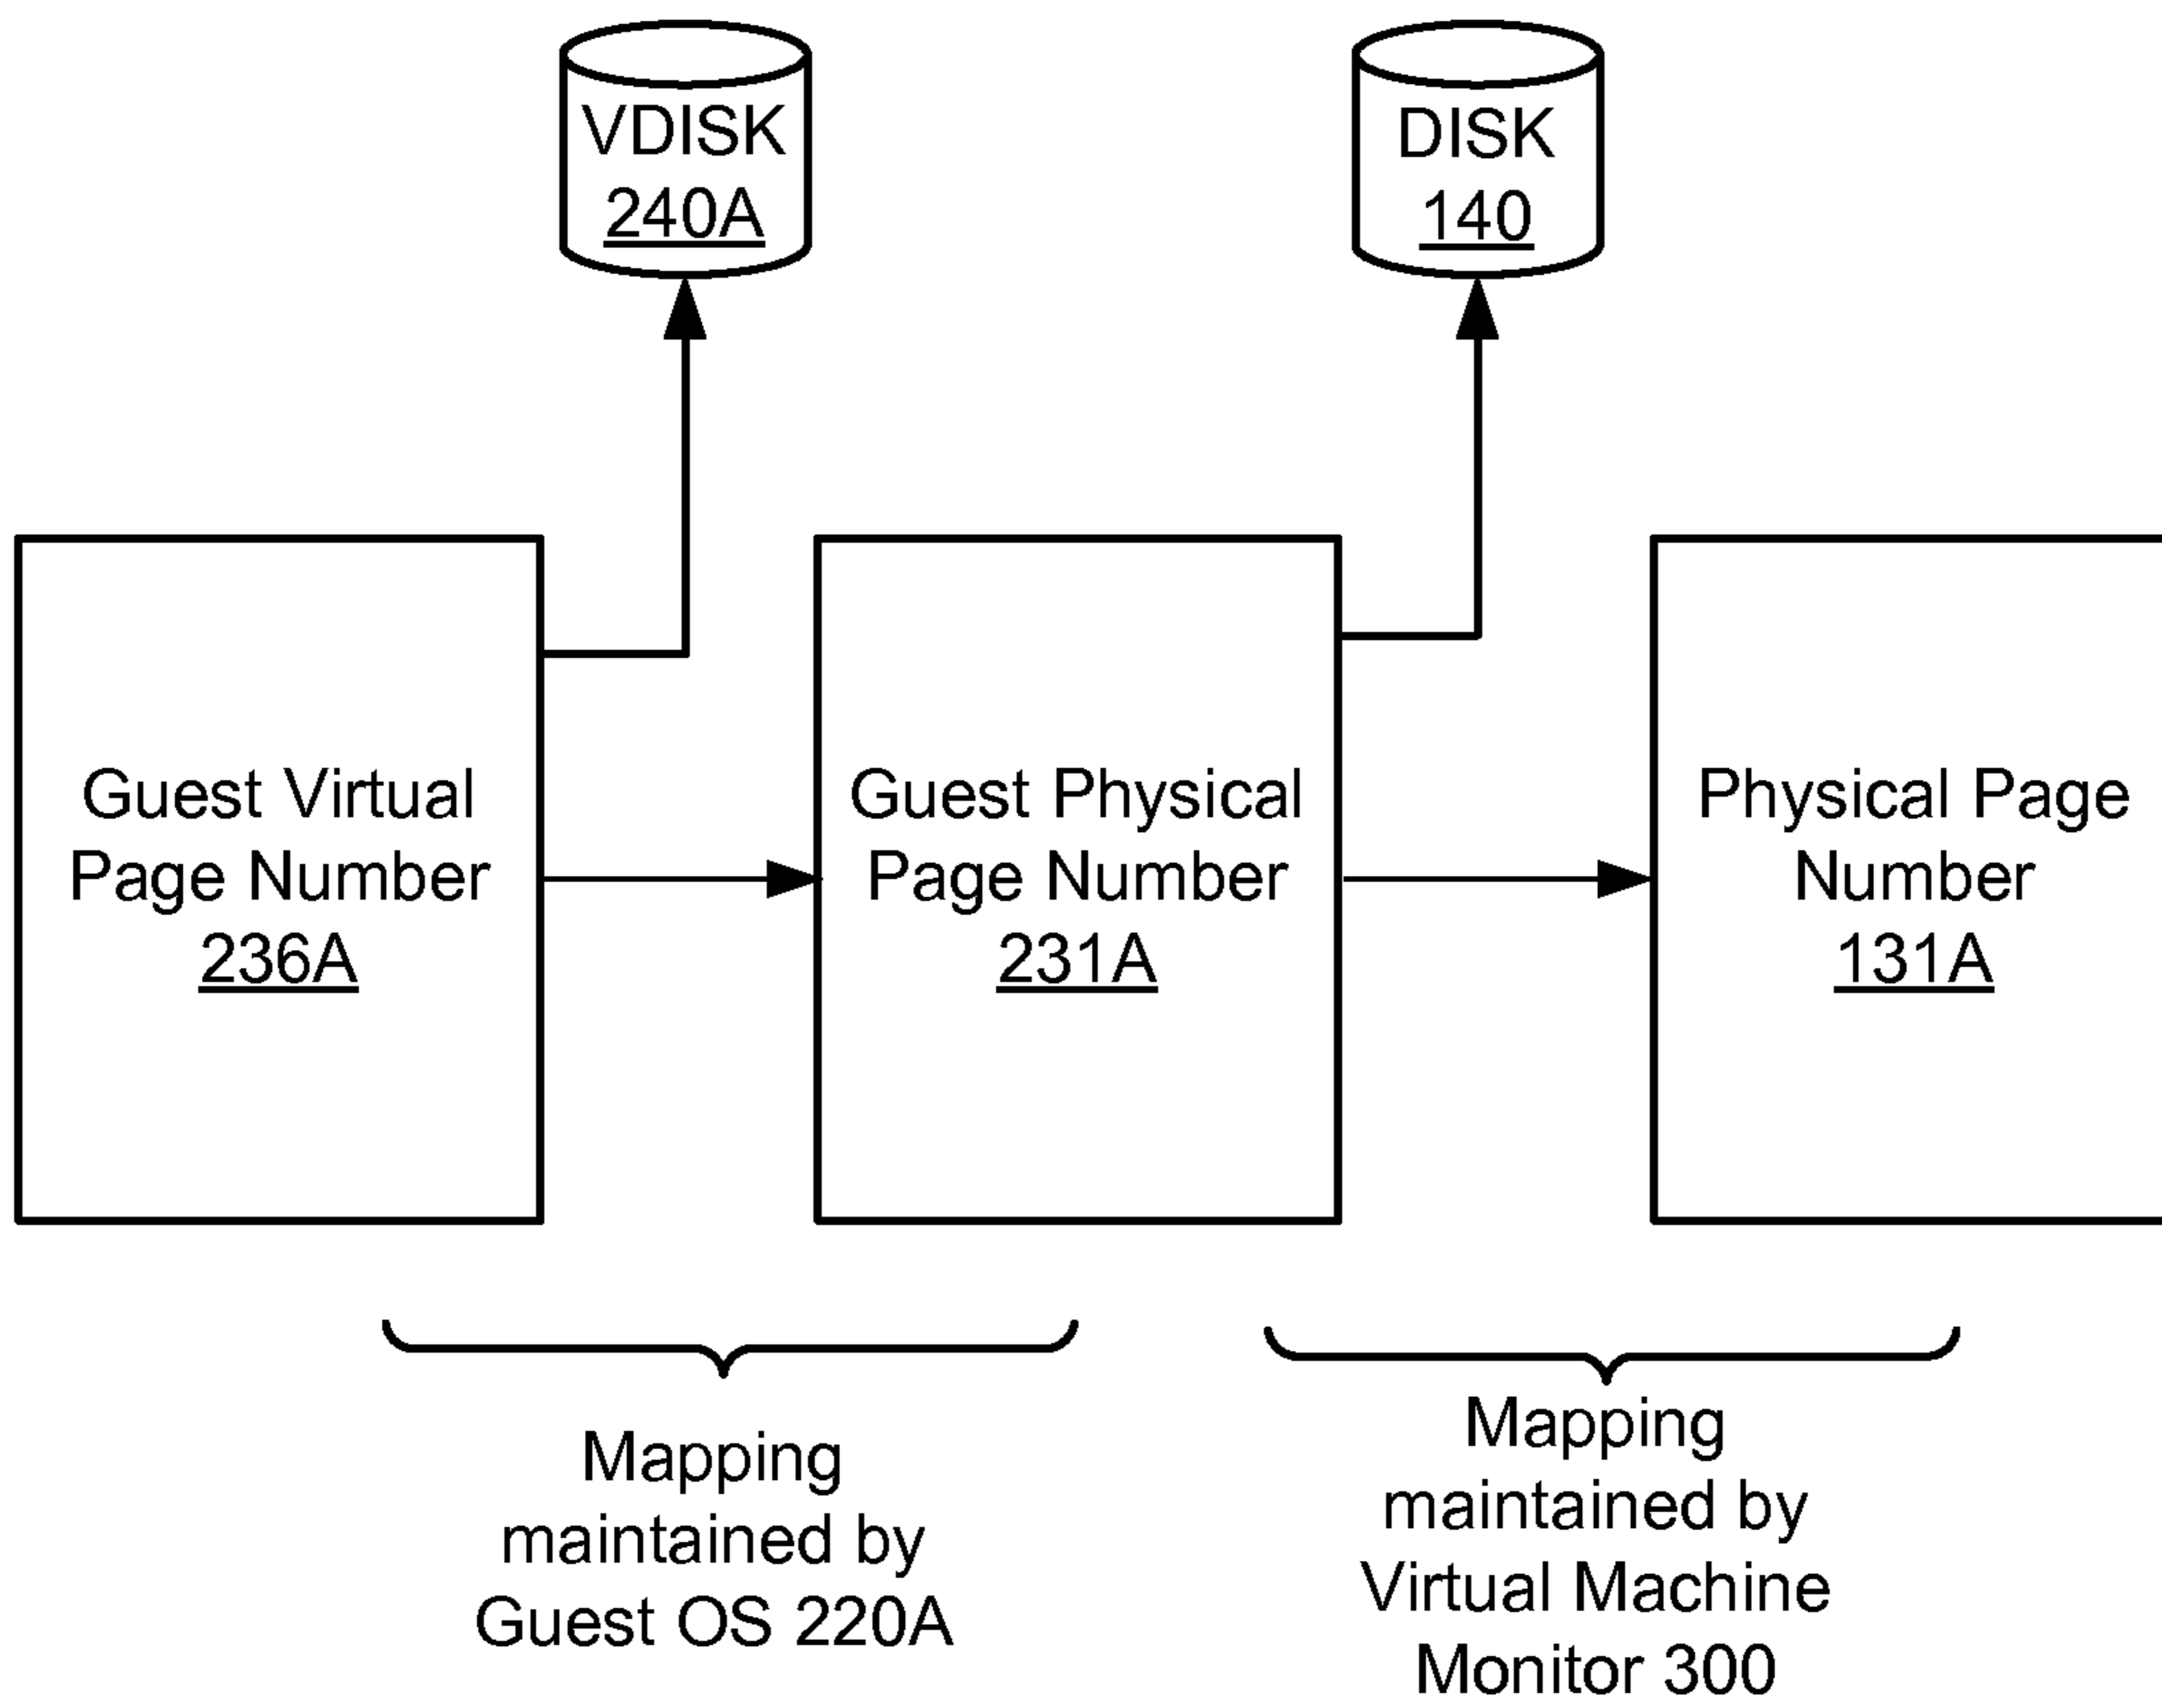 VDISK
240A
DISK
140
Guest Virtual
Page Number
236A
Guest Physical
Page Number
231A
Physical Page
Number
131A
Mapping
maintained by
Guest OS 220A
Mapping
maintained by
Virtual Machine
Monitor 300